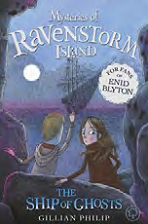 Mysteries of
RAVENSTORM
ISLAND
FOR FANS
OF
ENID
BLYTON
THE
SHIP OF GHOSTS
GILLIAN PHILIP